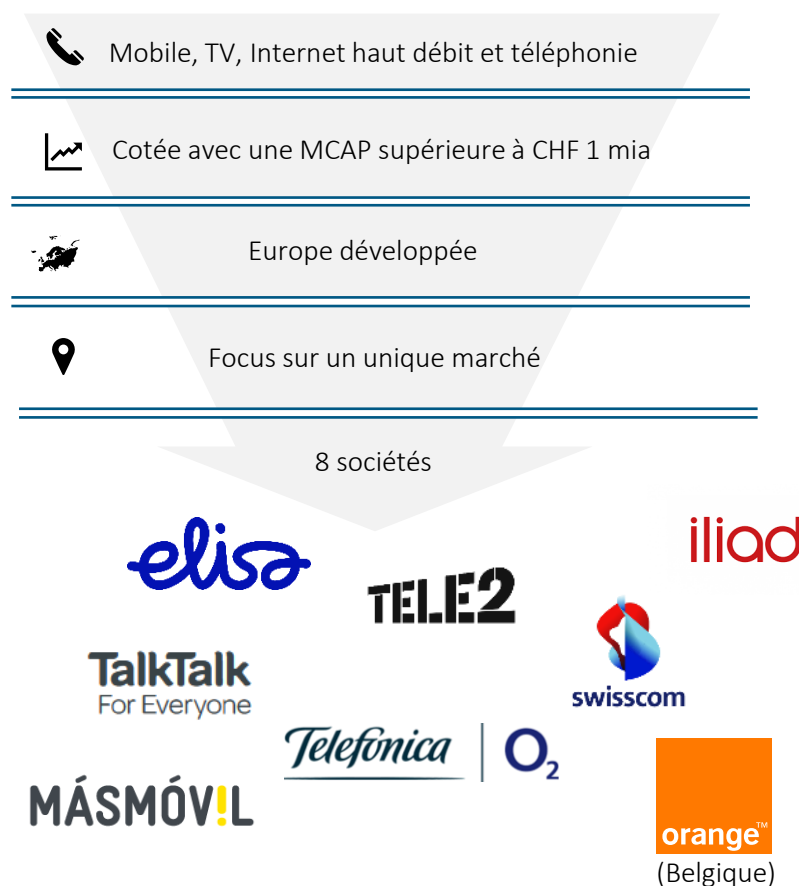 Mobile, TV, Internet haut débit et téléphonie
Cotée avec une MCAP supérieure à CHF 1 mia
Europe développée
Focus sur un unique marché
8 sociétés
elisa
iliad
TELE2
TalkTalk
For Everyone
swisscom
Telefónica | O2
MÁSMÓV!L
orange™
(Belgique)